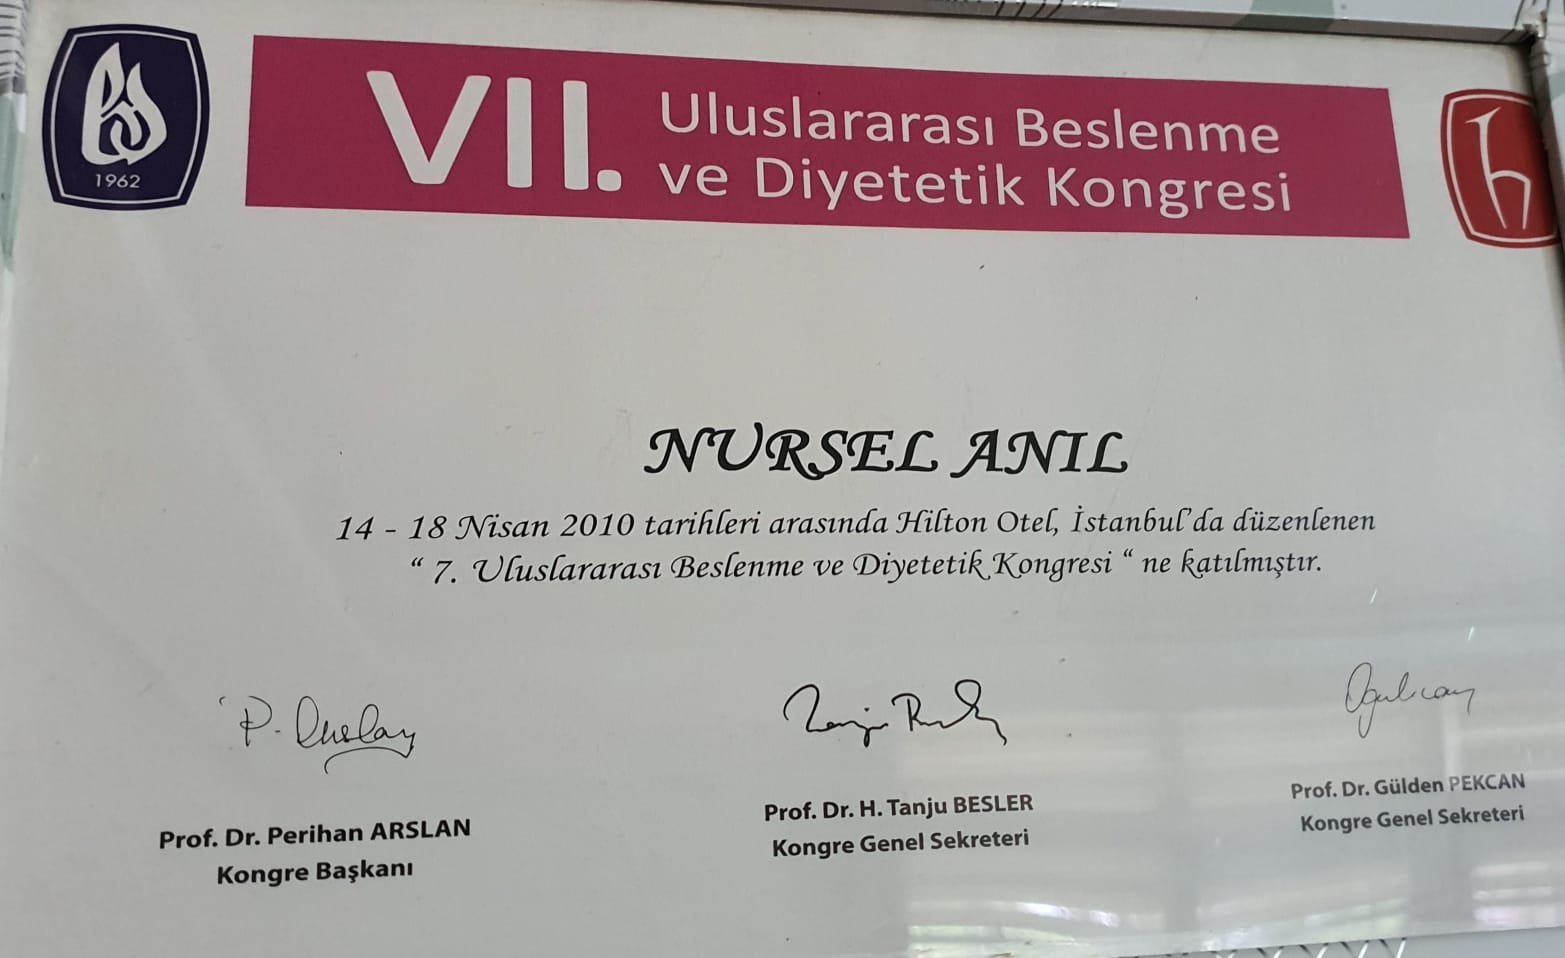 1962
VII.
Uluslararası Beslenme
ve Diyetetik Kongresi
NURSEL ANIL
14 - 18 Nisan 2010 tarihleri arasında Hilton Otel, İstanbul'da düzenlenen
“ 7. Uluslararası Beslenme ve Diyetetik Kongresi “ ne katılmıştır.
Prof. Dr. Perihan ARSLAN
Kongre Başkanı
Prof. Dr. H. Tanju BESLER
Kongre Genel Sekreteri
Prof. Dr. Gülden PEKCAN
Kongre Genel Sekreteri